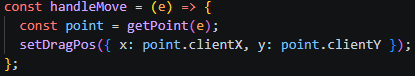 const handleMove = (e) => {
  const point = getPoint(e);
  setDragPos({ x: point.clientX, y: point.clientY });
};